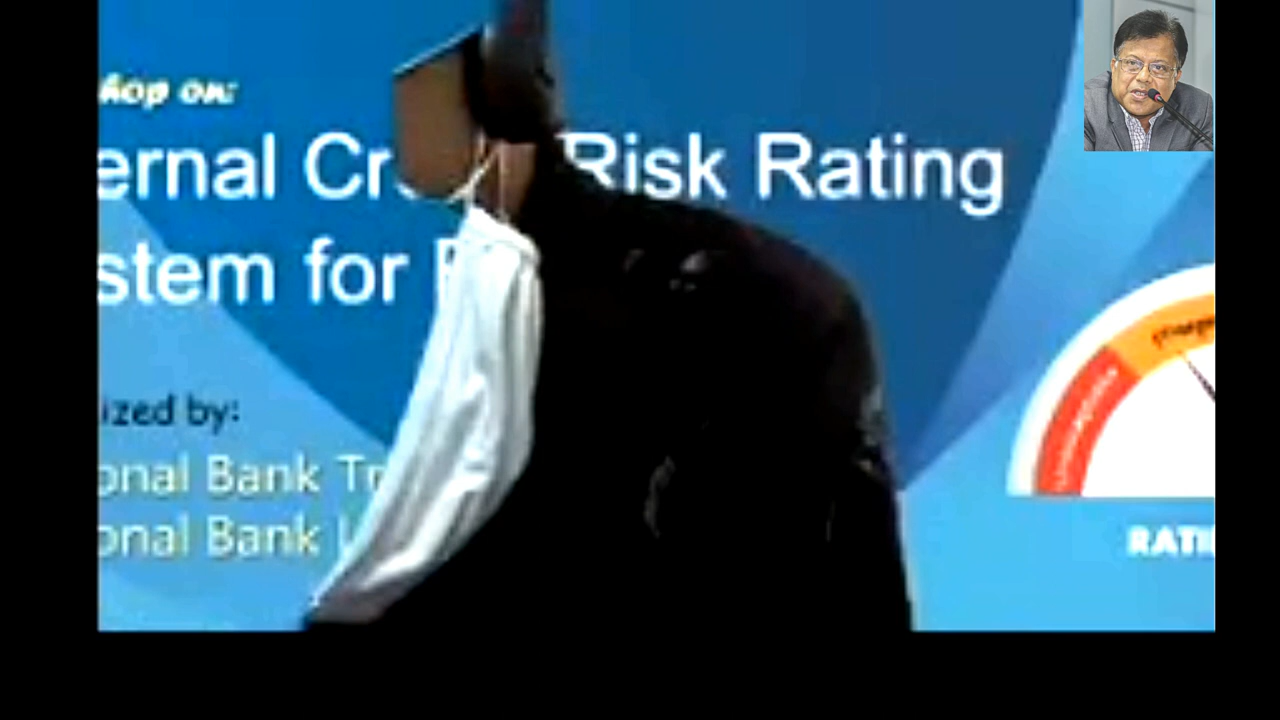 hop on:
ernal Cr Risk Rating
stem for
ized by:
onal Bank Tr
onal Bank L
RATI